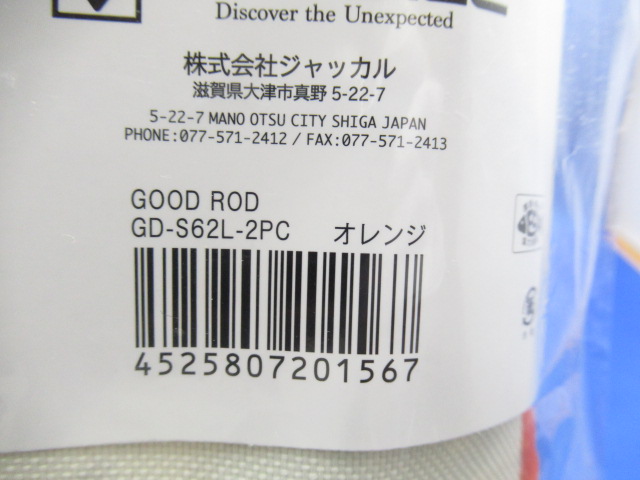 Discover the Unexpected
株式会社ジャッカル
滋賀県大津市真野 5-22-7
5-22-7 MANO OTSU CITY SHIGA JAPAN
PHONE:077-571-2412 / FAX:077-571-2413
GOOD ROD
GD-S62L-2PC オレンジ
4525807201567